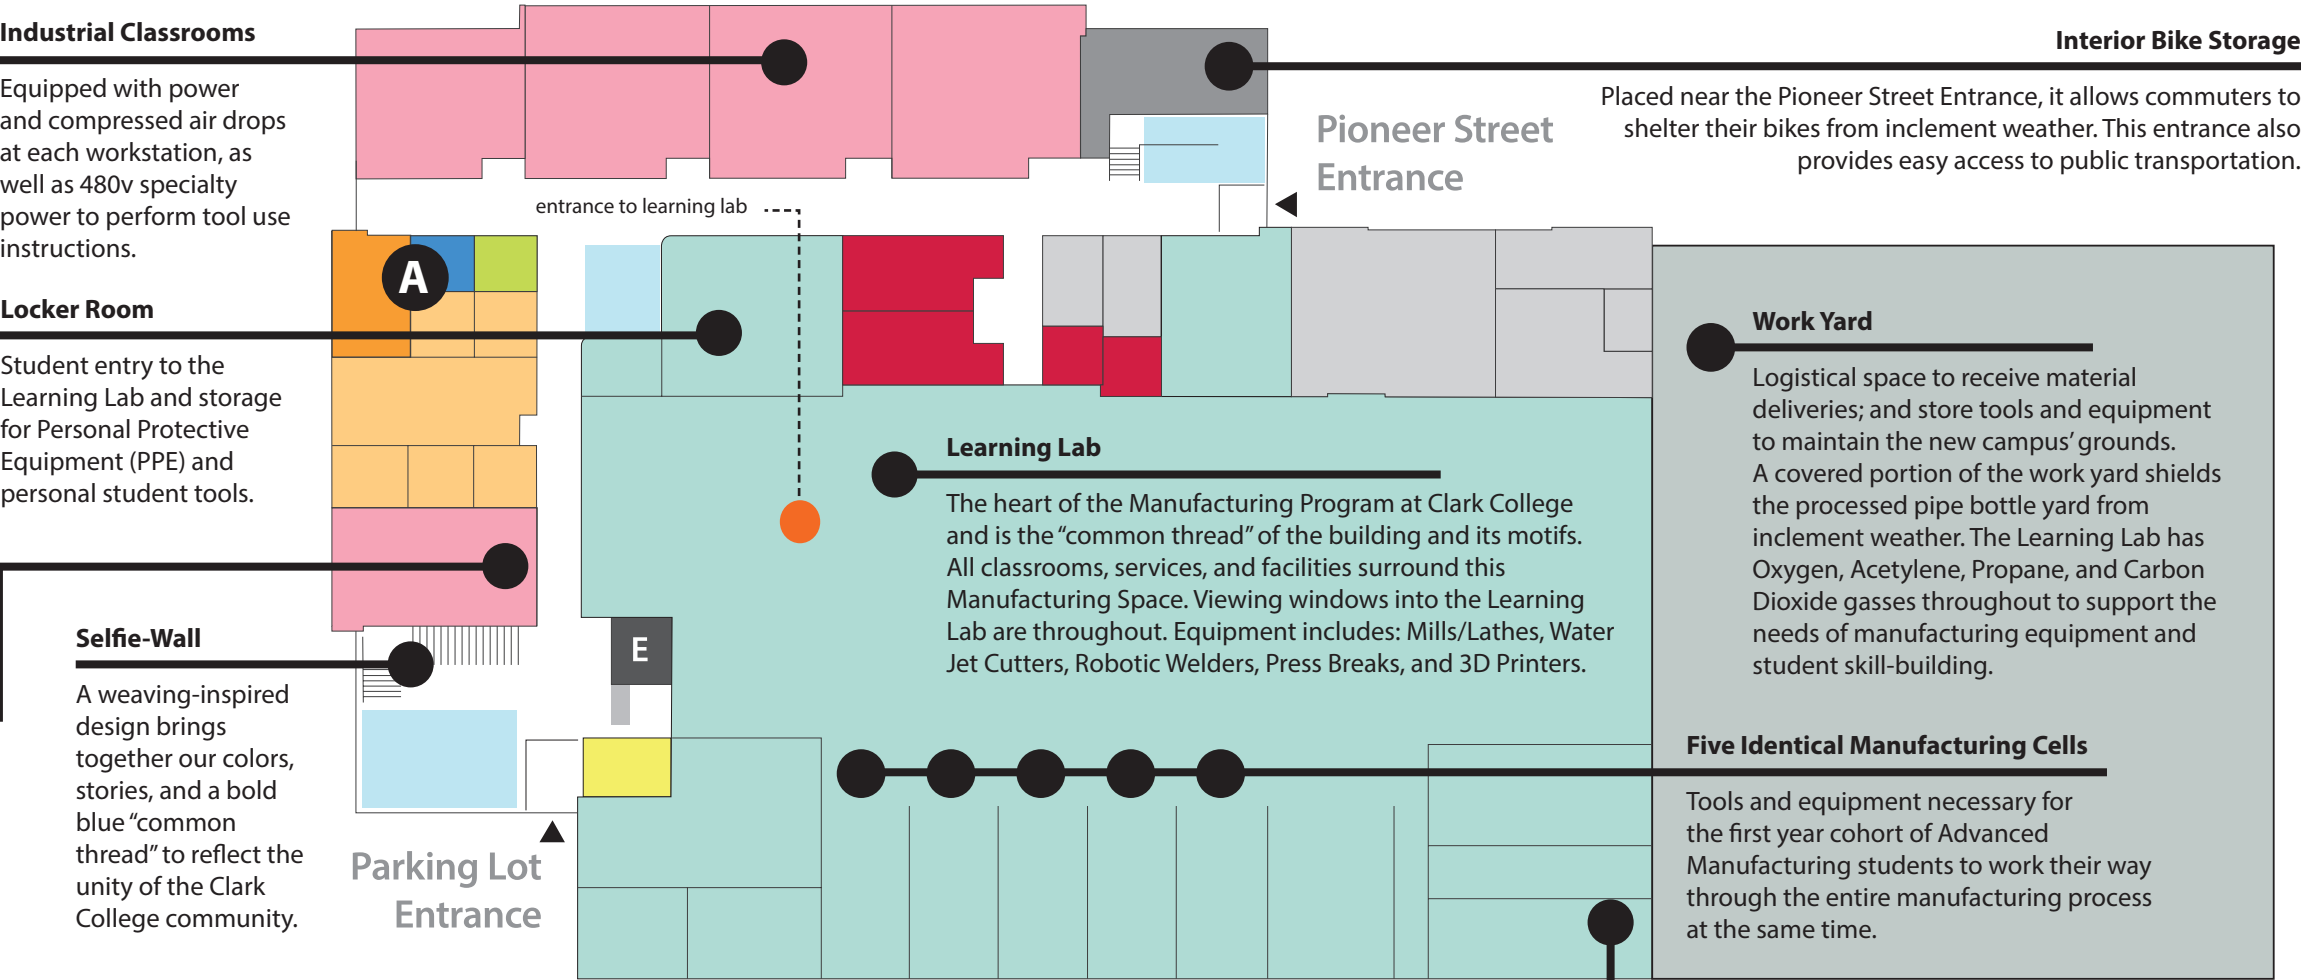 Industrial Classrooms
Equipped with power
and compressed air drops
at each workstation, as
well as 480v specialty
power to perform tool use
instructions.
Interior Bike Storage
Placed near the Pioneer Street Entrance, it allows commuters to
shelter their bikes from inclement weather. This entrance also
provides easy access to public transportation.
Pioneer Street
Entrance
entrance to learning lab
A
Locker Room
Student entry to the
Learning Lab and storage
for Personal Protective
Equipment (PPE) and
personal student tools.
Work Yard
Logistical space to receive material
deliveries; and store tools and equipment
to maintain the new campus’ grounds.
A covered portion of the work yard shields
the processed pipe bottle yard from
inclement weather. The Learning Lab has
Oxygen, Acetylene, Propane, and Carbon
Dioxide gasses throughout to support the
needs of manufacturing equipment and
student skill-building.
Learning Lab
The heart of the Manufacturing Program at Clark College
and is the “common thread” of the building and its motifs.
All classrooms, services, and facilities surround this
Manufacturing Space. Viewing windows into the Learning
Lab are throughout. Equipment includes: Mills/Lathes, Water
Jet Cutters, Robotic Welders, Press Breaks, and 3D Printers.
E
Selfie-Wall
A weaving-inspired
design brings
together our colors,
stories, and a bold
blue “common
thread” to reflect the
unity of the Clark
College community.
Five Identical Manufacturing Cells
Tools and equipment necessary for
the first year cohort of Advanced
Manufacturing students to work their way
through the entire manufacturing process
at the same time.
Parking Lot
Entrance